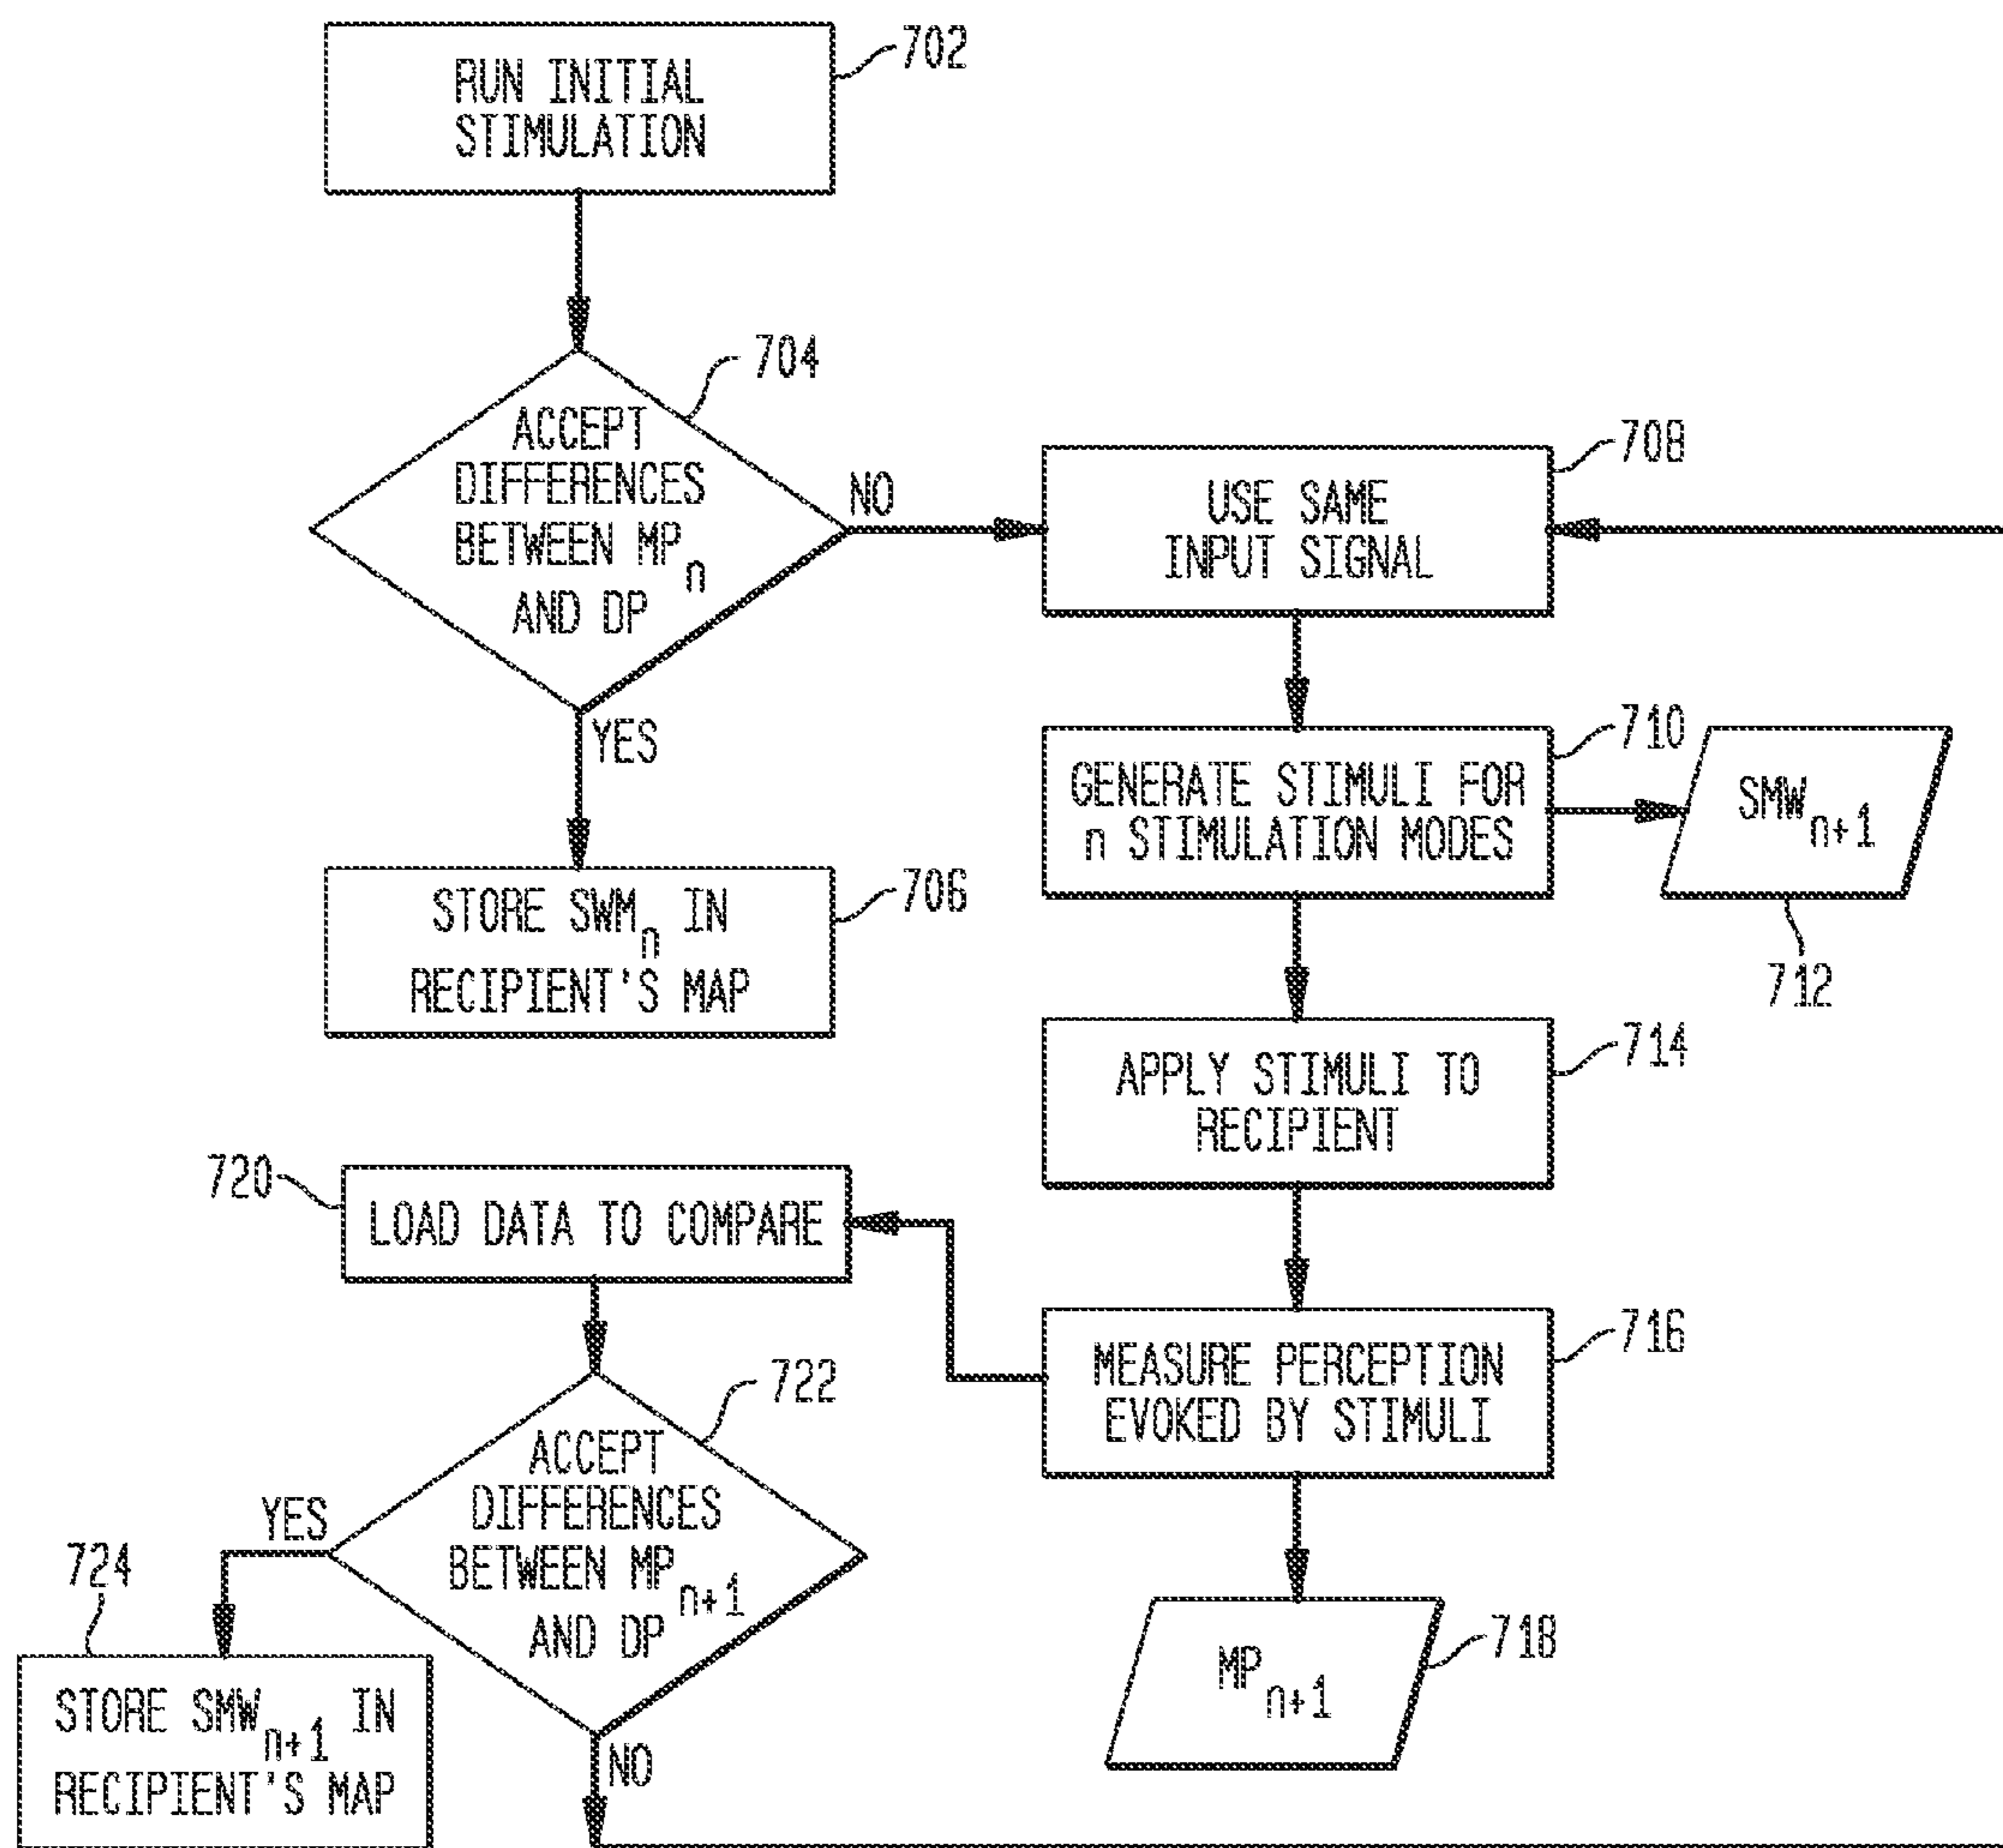 702
RUN INITIAL
STIMULATION
704
ACCEPT
DIFFERENCES
BETWEEN MPn
AND DP
NO
YES
706
STORE SWMn IN
RECIPIENT'S MAP
708
USE SAME
INPUT SIGNAL
710
GENERATE STIMULI FOR
n STIMULATION MODES
SMWn+1
712
714
APPLY STIMULI TO
RECIPIENT
716
MEASURE PERCEPTION
EVOKED BY STIMULI
MPn+1
718
720
LOAD DATA TO COMPARE
722
ACCEPT
DIFFERENCES
BETWEEN MPn+1
AND DP
YES
NO
724
STORE SMWn+1 IN
RECIPIENT'S MAP